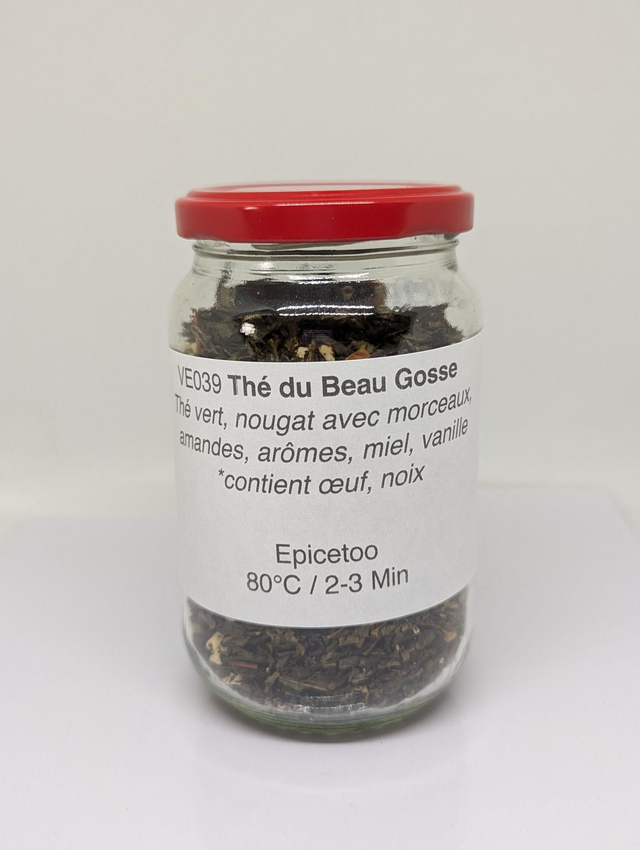 VE039 Thé du Beau Gosse
Thé vert, nougat avec morceaux,
amandes, arômes, miel, vanille
*contient œuf, noix
Epicetoo
80°C / 2-3 Min